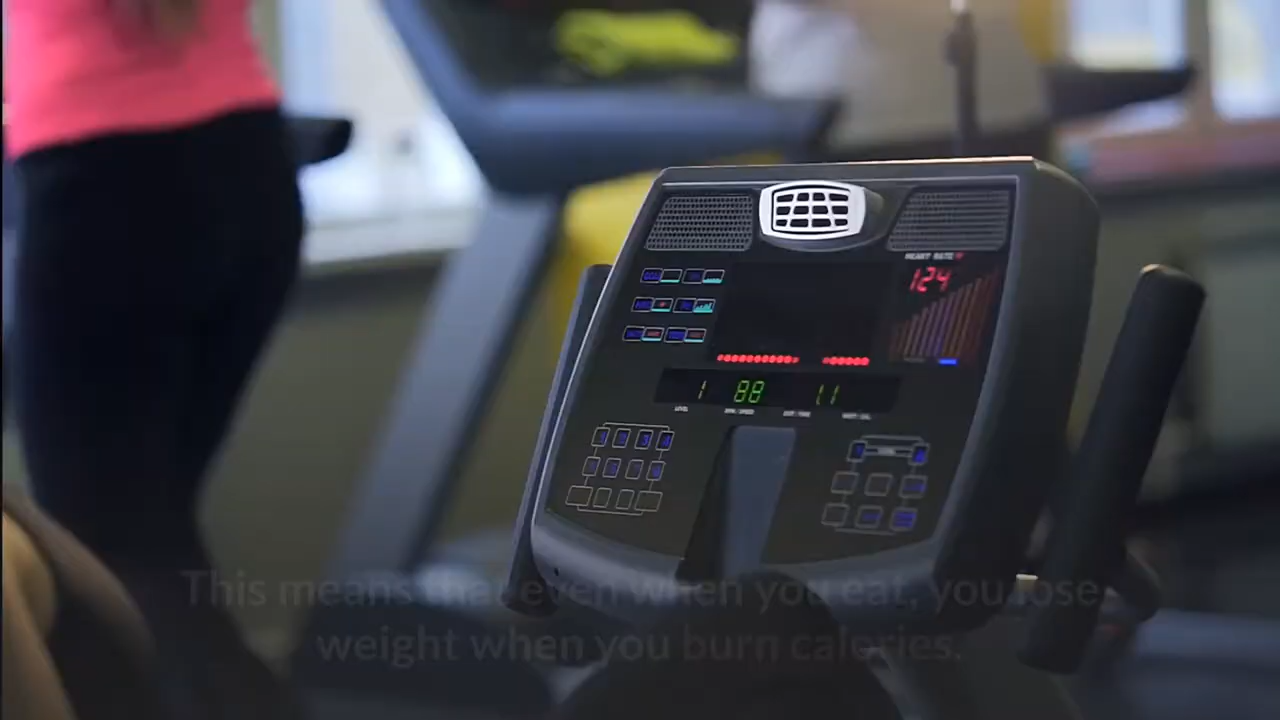 HEART RATE
124
1 88 11
LEVEL
This means that even when you eat, you lose
weight when you burn calories.